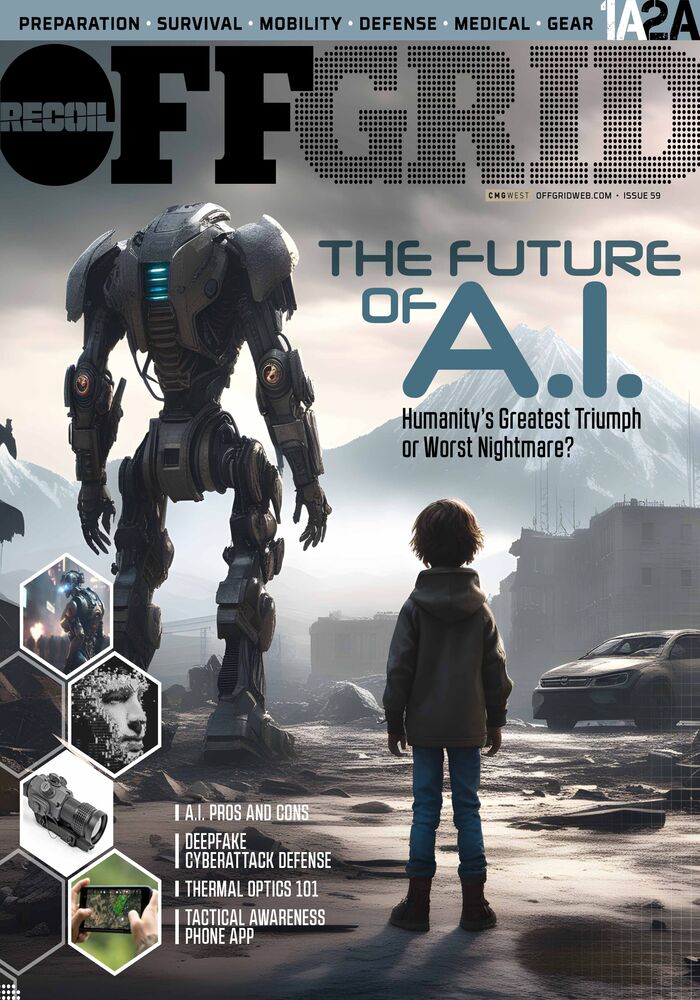 PREPARATION • SURVIVAL • MOBILITY • DEFENSE • MEDICAL • GEAR
1A2A
RECOIL
OFFGRID
CMGWEST OFFGRIDWEB.COM • ISSUE 59
THE FUTURE
OF A.I.
Humanity's Greatest Triumph
or Worst Nightmare?
A.I. PROS AND CONS
DEEPFAKE
CYBERATTACK DEFENSE
THERMAL OPTICS 101
TACTICAL AWARENESS
PHONE APP